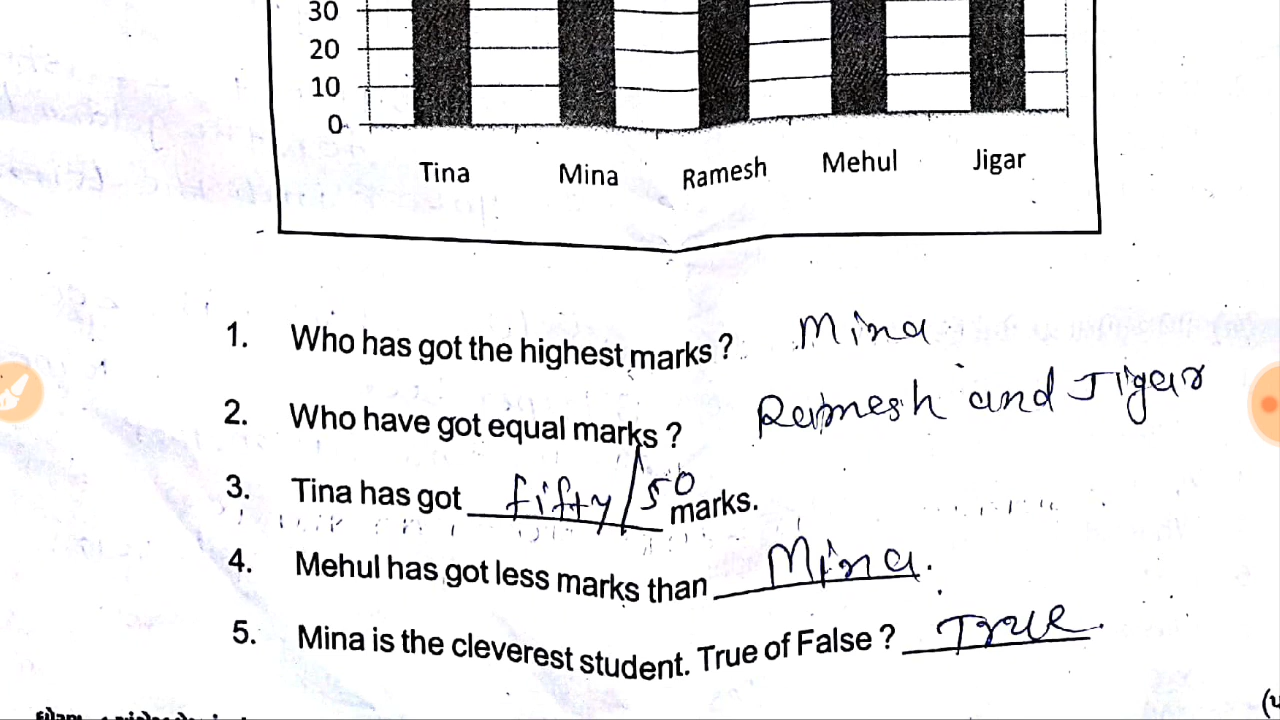 30
20
10
0
Tina Mina Ramesh Mehul Jigar
1. Who has got the highest marks ? Mina
2. Who have got equal marks ? Ramesh and Jigar
3. Tina has got fifty/50 marks.
4. Mehul has got less marks than Mina.
5. Mina is the cleverest student. True of False ? True.